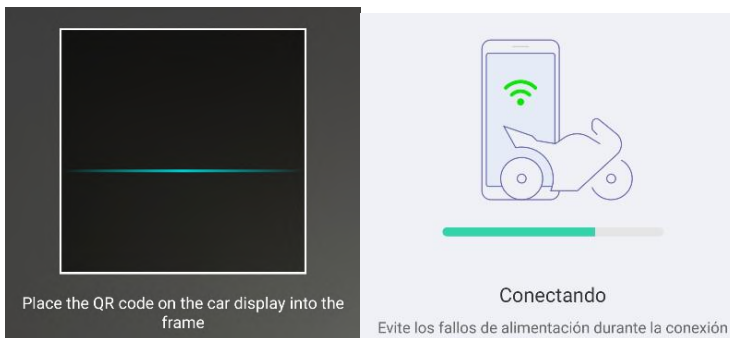 Place the QR code on the car display into the
frame
Conectando
Evite los fallos de alimentación durante la conexión